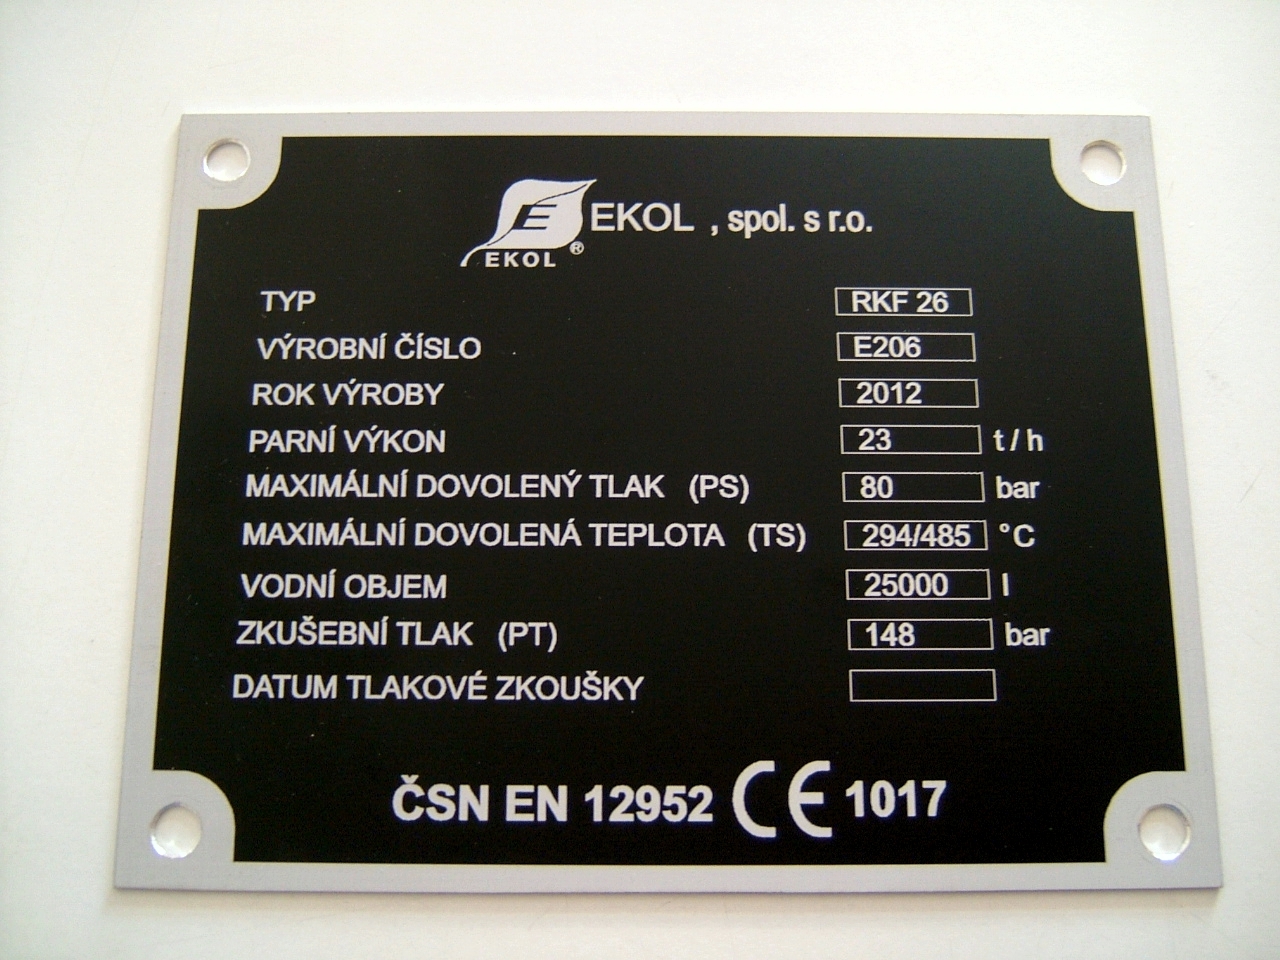 E
EKOL ®
EKOL , spol. s r.o.
TYP RKF 26
VÝROBNÍ ČÍSLO E206
ROK VÝROBY 2012
PARNÍ VÝKON 23 t / h
MAXIMÁLNÍ DOVOLENÝ TLAK (PS) 80 bar
MAXIMÁLNÍ DOVOLENÁ TEPLOTA (TS) 294/485 °C
VODNÍ OBJEM 25000 l
ZKUŠEBNÍ TLAK (PT) 148 bar
DATUM TLAKOVÉ ZKOUŠKY
ČSN EN 12952 CE 1017